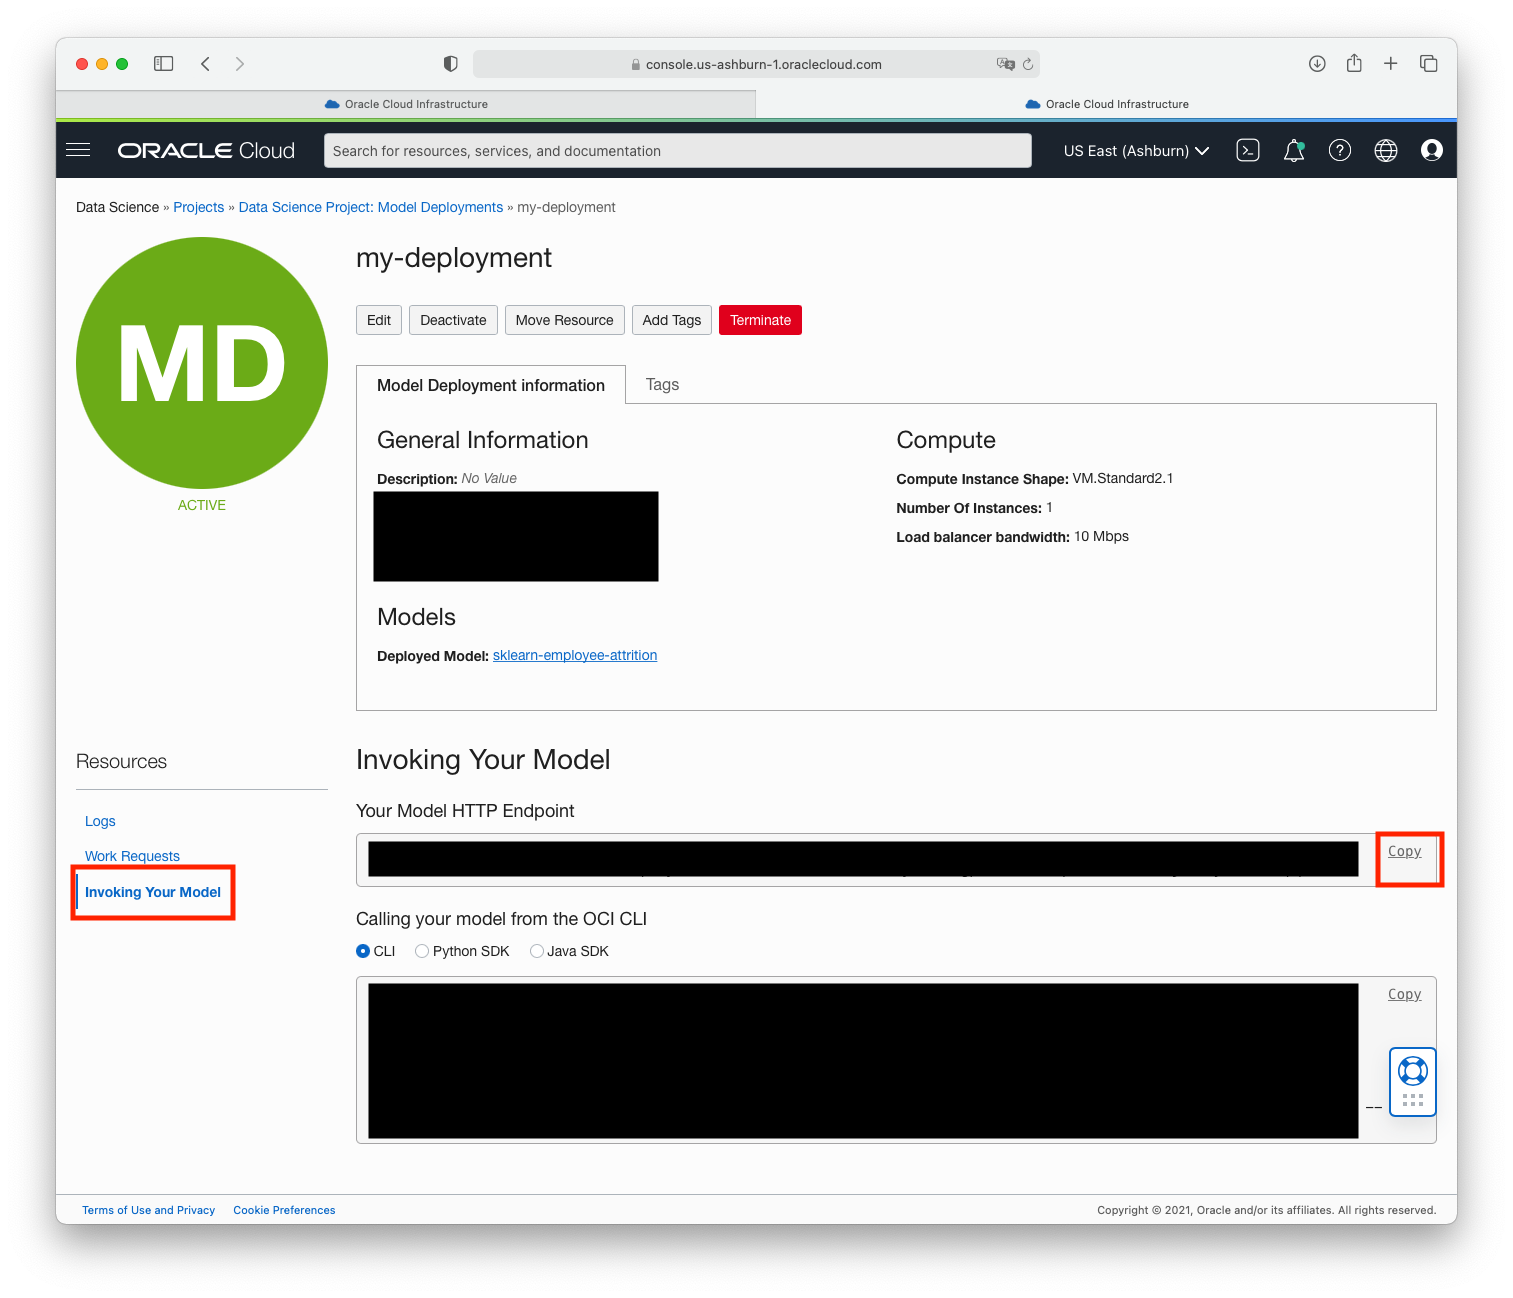 console.us-ashburn-1.oraclecloud.com
Oracle Cloud Infrastructure
Oracle Cloud Infrastructure
ORACLE Cloud
Search for resources, services, and documentation
US East (Ashburn)
Data Science » Projects » Data Science Project: Model Deployments » my-deployment
MD
ACTIVE
my-deployment
Edit
Deactivate
Move Resource
Add Tags
Terminate
Model Deployment information
Tags
General Information
Description: No Value
Models
Deployed Model: sklearn-employee-attrition
Compute
Compute Instance Shape: VM.Standard2.1
Number Of Instances: 1
Load balancer bandwidth: 10 Mbps
Resources
Logs
Work Requests
Invoking Your Model
Invoking Your Model
Your Model HTTP Endpoint
Copy
Calling your model from the OCI CLI
CLI
Python SDK
Java SDK
Copy
--
Terms of Use and Privacy
Cookie Preferences
Copyright © 2021, Oracle and/or its affiliates. All rights reserved.